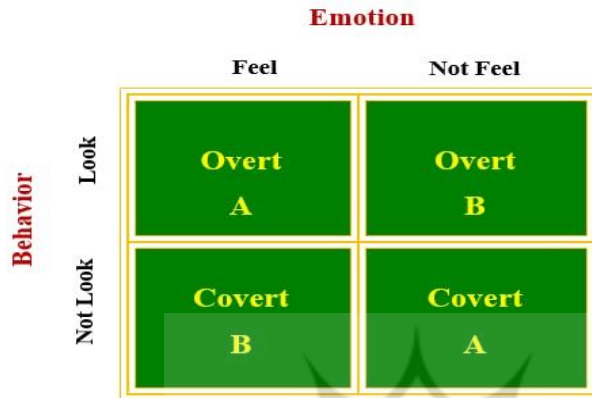 Emotion
Feel Not Feel
Behavior
Look
Overt Overt
A B
Not Look
Covert Covert
B A